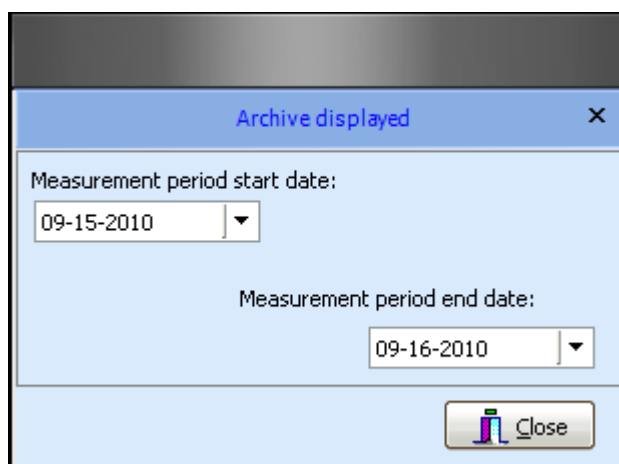 Archive displayed
Measurement period start date:
09-15-2010
Measurement period end date:
09-16-2010
Close